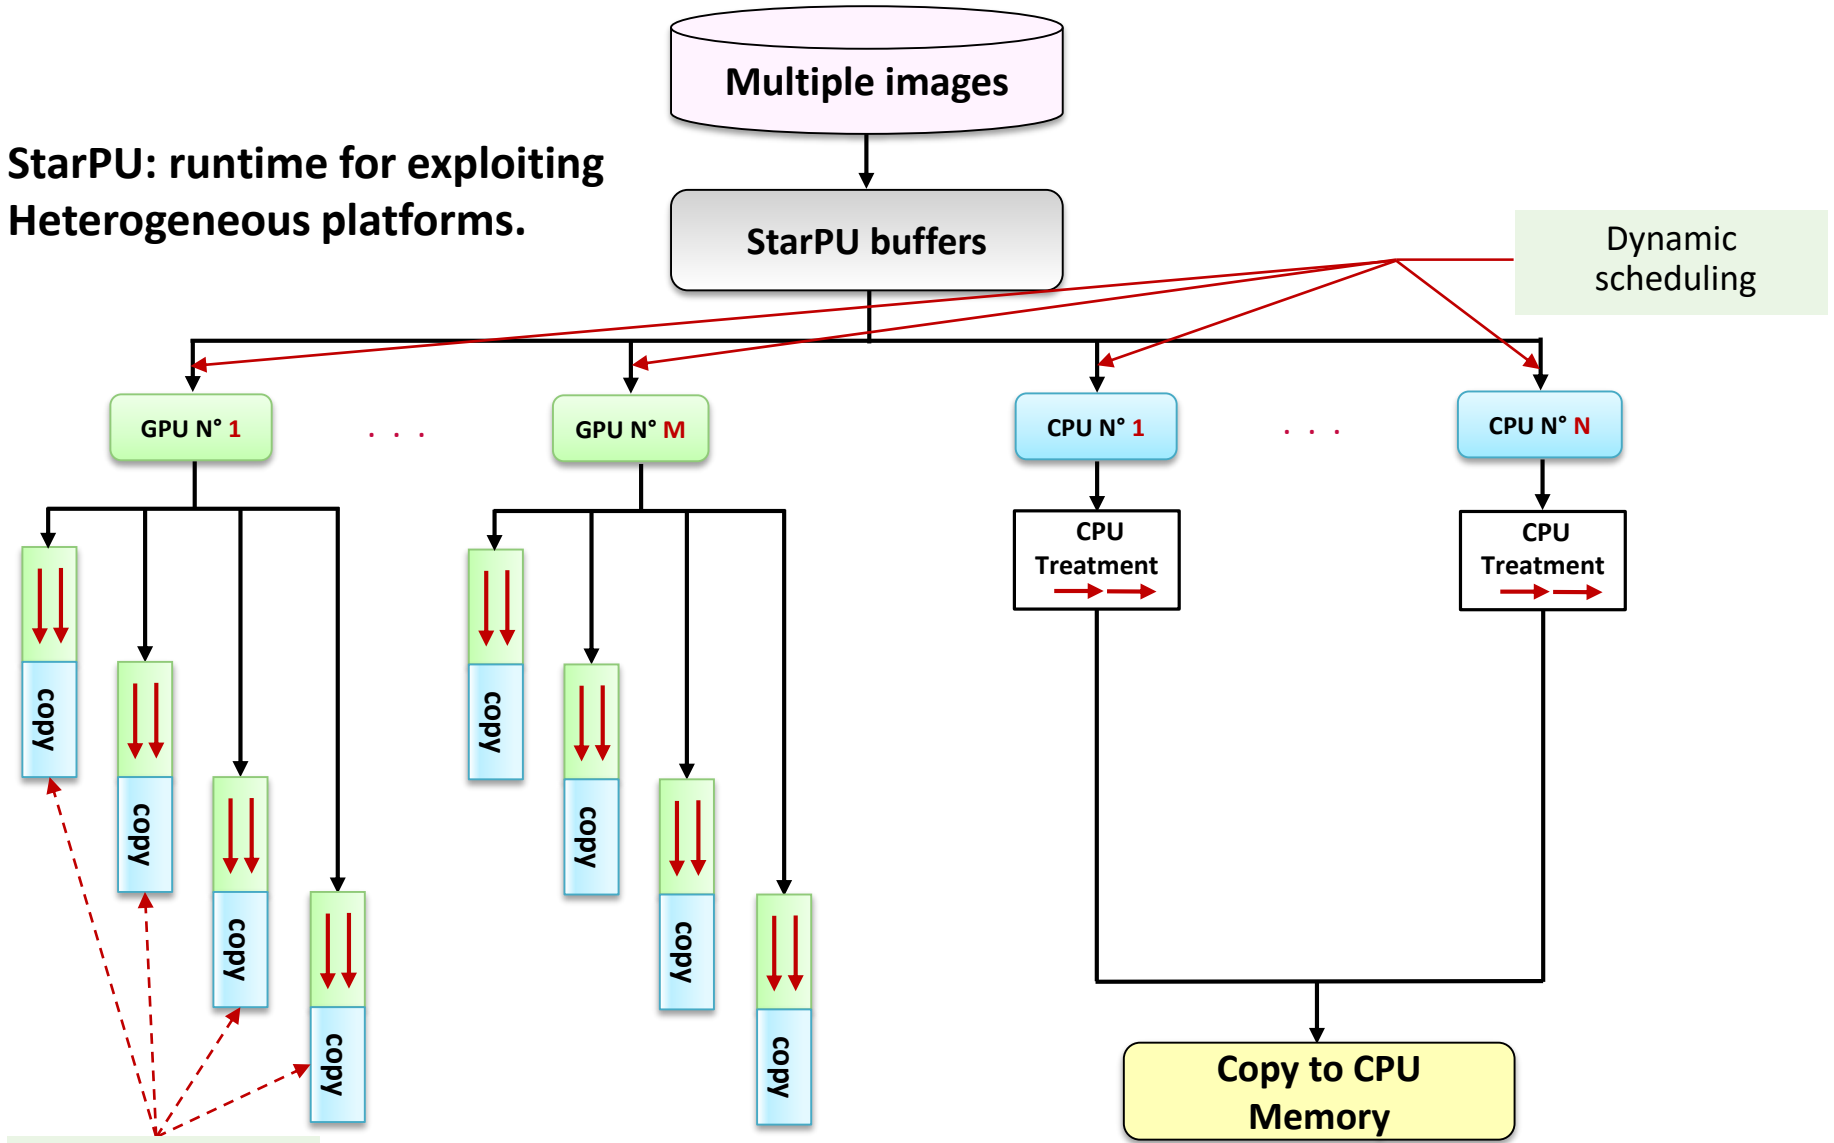 Multiple images
StarPU: runtime for exploiting
Heterogeneous platforms.
StarPU buffers
Dynamic
scheduling
GPU N° 1
. . .
GPU N° M
CPU N° 1
. . .
CPU N° N
CPU
Treatment
CPU
Treatment
copy
copy
copy
copy
copy
copy
copy
copy
Copy to CPU
Memory